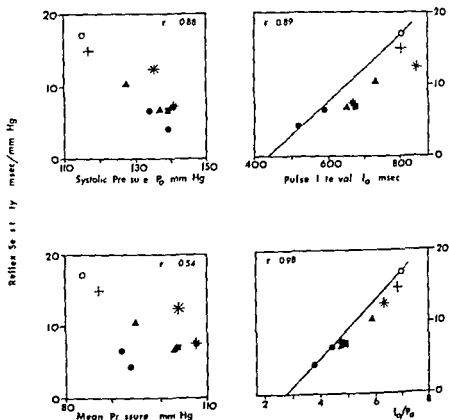 r 0.88
r 0.89
20
10
0
20
10
0
110
130
150
Systolic Pre su e P₀ mm Hg
400
600
800
Pulse I te val I₀ msec
Reflex Se s t ty msec/mm Hg
r 0.54
r 0.98
20
10
0
20
10
0
80
110
Mean Pr ssure mm Hg
2
4
6
8
I₀/P₀